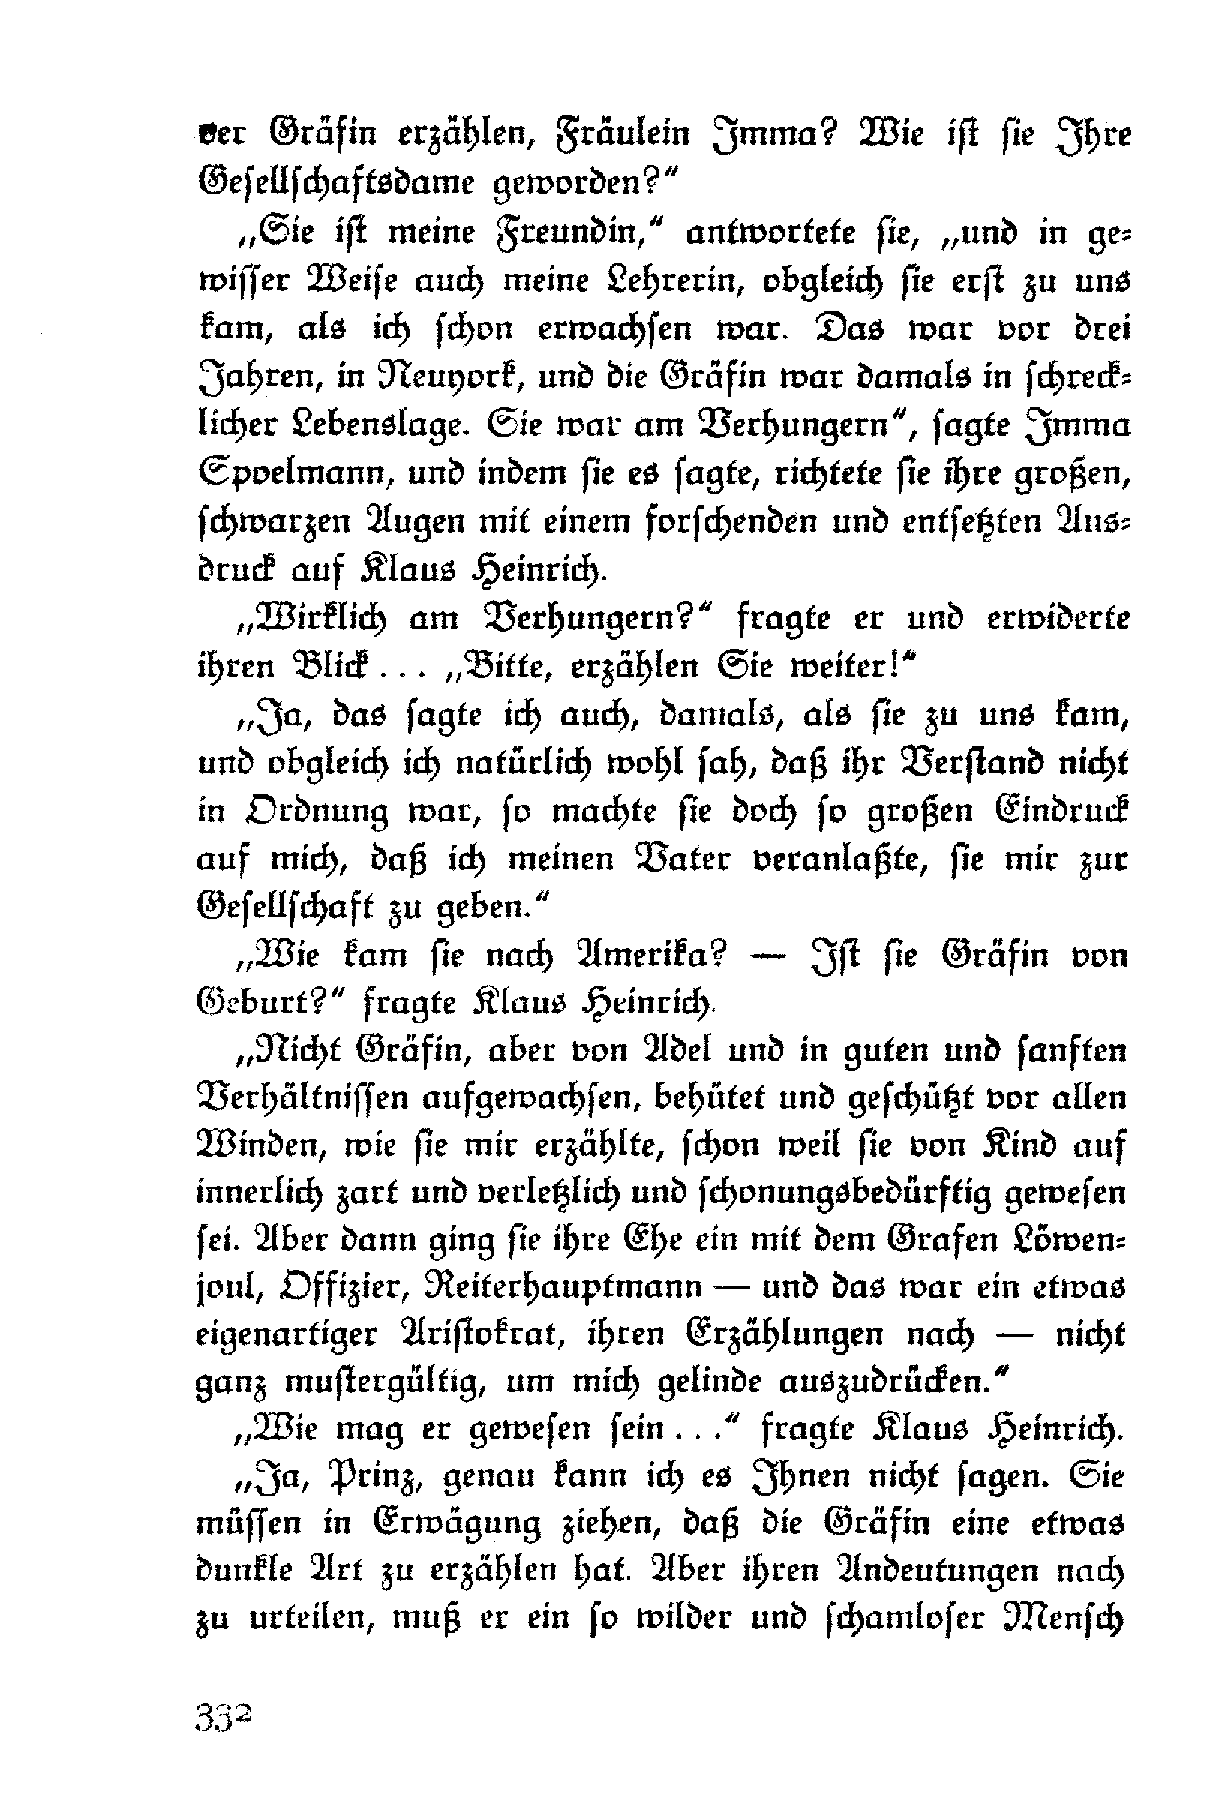 der Gräfin erzählen, Fräulein Imma? Wie iſt ſie Ihre
Geſellſchaftsdame geworden?“
„Sie iſt meine Freundin,“ antwortete ſie, „und in ge⸗
wiſſer Weiſe auch meine Lehrerin, obgleich ſie erſt zu uns
kam, als ich ſchon erwachſen war. Das war vor drei
Jahren, in Neuyork, und die Gräfin war damals in ſchreck⸗
licher Lebenslage. Sie war am Verhungern“, ſagte Imma
Spoelmann, und indem ſie es ſagte, richtete ſie ihre großen,
ſchwarzen Augen mit einem forſchenden und entſetzten Aus⸗
druck auf Klaus Heinrich.
„Wirklich am Verhungern?“ fragte er und erwiderte
ihren Blick ... „Bitte, erzählen Sie weiter!“
„Ja, das ſagte ich auch, damals, als ſie zu uns kam,
und obgleich ich natürlich wohl ſah, daß ihr Verſtand nicht
in Ordnung war, ſo machte ſie doch ſo großen Eindruck
auf mich, daß ich meinen Vater veranlaßte, ſie mir zur
Geſellſchaft zu geben.“
„Wie kam ſie nach Amerika? — Iſt ſie Gräfin von
Geburt?“ fragte Klaus Heinrich.
„Nicht Gräfin, aber von Adel und in guten und ſanften
Verhältniſſen aufgewachſen, behütet und geſchützt vor allen
Winden, wie ſie mir erzählte, ſchon weil ſie von Kind auf
innerlich zart und verletzlich und ſchonungsbedürftig geweſen
ſei. Aber dann ging ſie ihre Ehe ein mit dem Grafen Löwen⸗
joul, Offizier, Reiterhauptmann — und das war ein etwas
eigenartiger Ariſtokrat, ihren Erzählungen nach — nicht
ganz muſtergültig, um mich gelinde auszudrücken.“
„Wie mag er geweſen ſein ...“ fragte Klaus Heinrich.
„Ja, Prinz, genau kann ich es Ihnen nicht ſagen. Sie
müſſen in Erwägung ziehen, daß die Gräfin eine etwas
dunkle Art zu erzählen hat. Aber ihren Andeutungen nach
zu urteilen, muß er ein ſo wilder und ſchamloſer Menſch
332